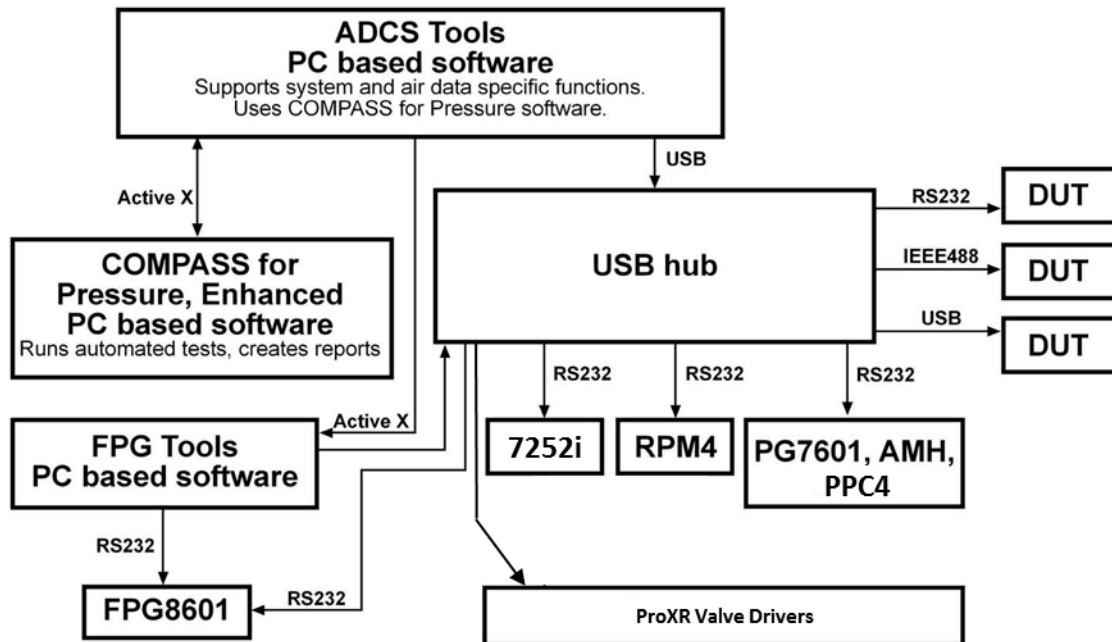 ADCS Tools
PC based software
Supports system and air data specific functions.
Uses COMPASS for Pressure software.
Active X
USB
COMPASS for
Pressure, Enhanced
PC based software
Runs automated tests, creates reports
USB hub
RS232
DUT
IEEE488
DUT
USB
DUT
Active X
FPG Tools
PC based software
RS232
RS232
RS232
7252i
RPM4
PG7601, AMH,
PPC4
RS232
FPG8601
RS232
ProXR Valve Drivers